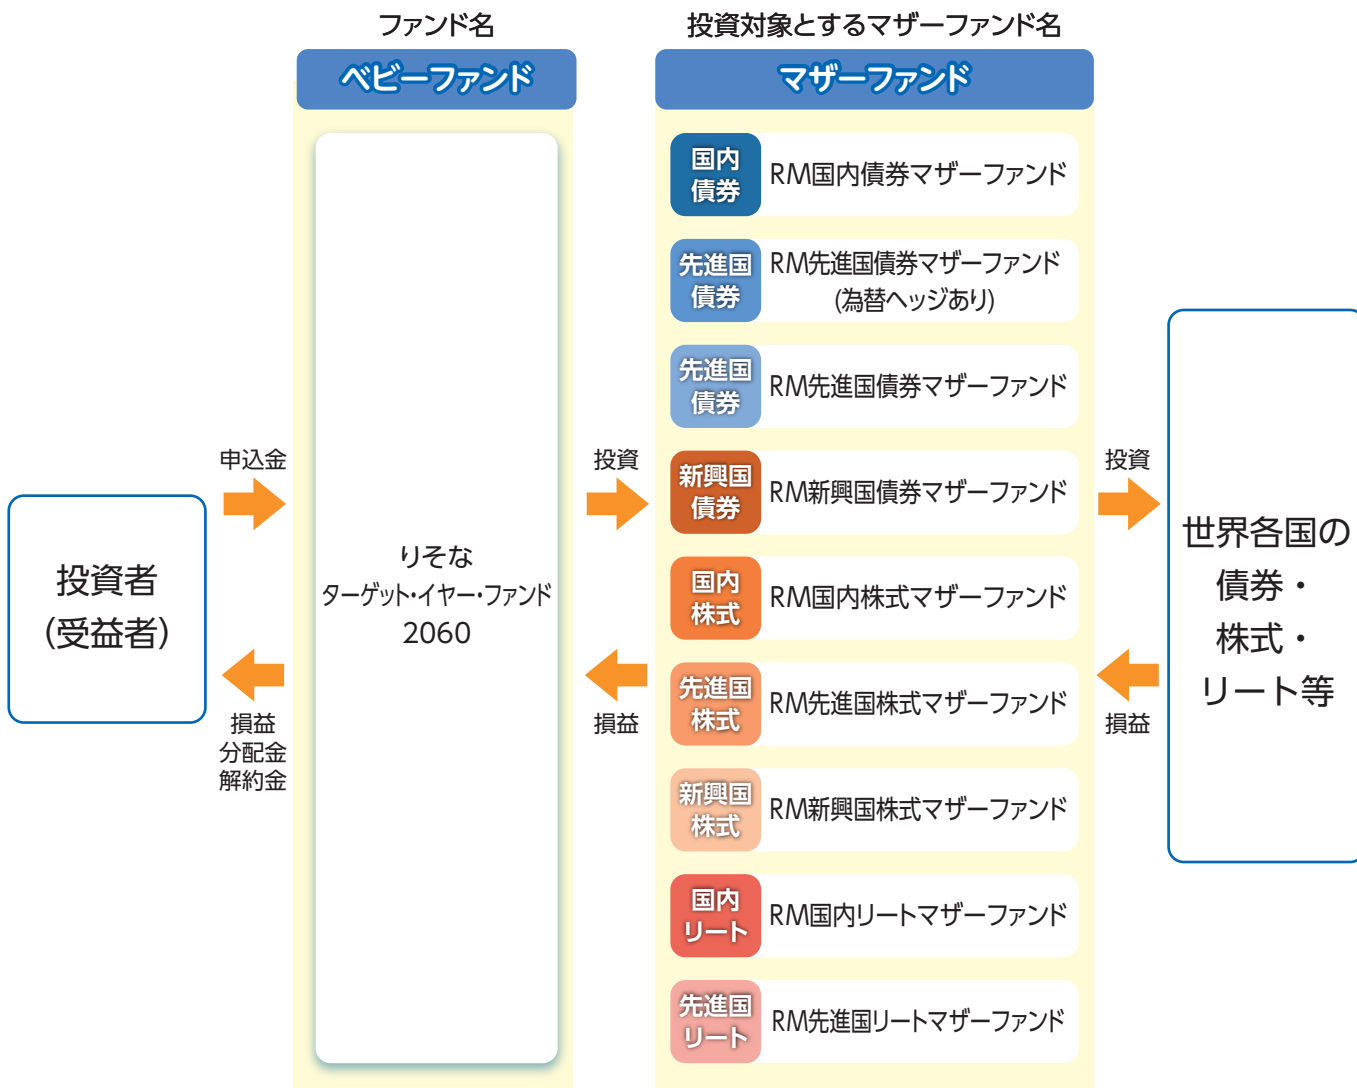 ファンド名
ベビーファンド
投資対象とするマザーファンド名
マザーファンド
投資者
(受益者)
申込金
損益
分配金
解約金
りそな
ターゲット・イヤー・ファンド
2060
投資
損益
国内
債券
RM国内債券マザーファンド
先進国
債券
RM先進国債券マザーファンド
(為替ヘッジあり)
先進国
債券
RM先進国債券マザーファンド
新興国
債券
RM新興国債券マザーファンド
国内
株式
RM国内株式マザーファンド
先進国
株式
RM先進国株式マザーファンド
新興国
株式
RM新興国株式マザーファンド
国内
リート
RM国内リートマザーファンド
先進国
リート
RM先進国リートマザーファンド
投資
損益
世界各国の
債券・
株式・
リート等